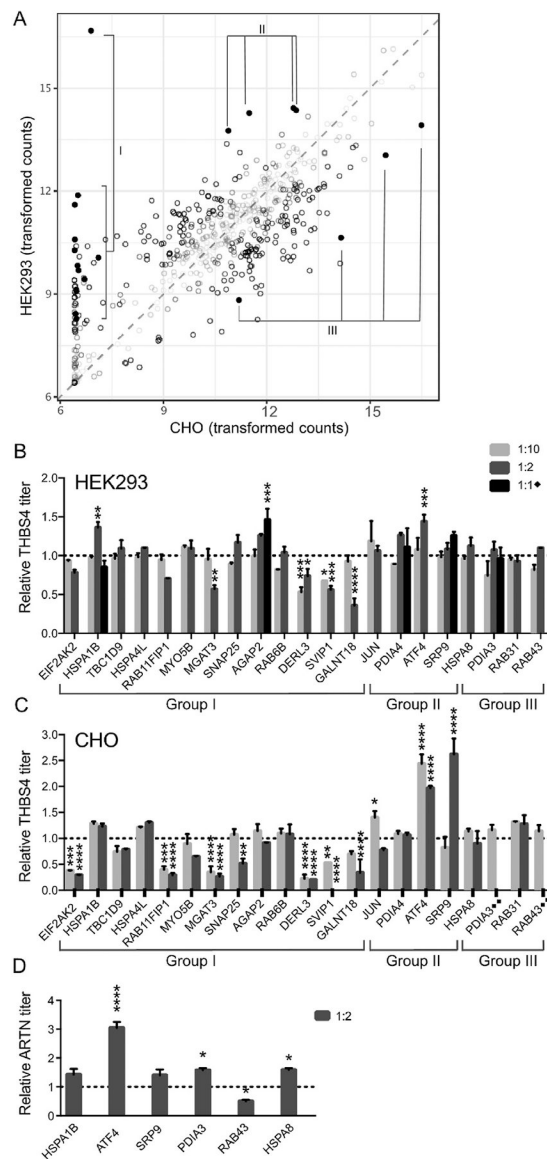 A
II
I
III
15
12
9
6
HEK293 (transformed counts)
6
9
12
15
CHO (transformed counts)
B
HEK293
1:10
1:2
1:1◆
2.0
1.5
1.0
0.5
0.0
Relative THBS4 titer
**
**
***
****
***
EIF2AK2
HSPA1B
TBC1D9
HSPA4L
RAB11FIP1
MYO5B
MGAT3
SNAP25
AGAP2
RAB6B
DERL3
SVIP1
GALNT18
JUN
PDIA4
ATF4
SRP9
HSPA8
PDIA3
RAB31
RAB43
Group I
Group II
Group III
C
CHO
3.0
2.5
2.0
1.5
1.0
0.5
0.0
Relative THBS4 titer
*
****
****
****
EIF2AK2
HSPA1B
TBC1D9
HSPA4L
RAB11FIP1
MYO5B
MGAT3
SNAP25
AGAP2
RAB6B
DERL3
SVIP1
GALNT18
JUN
PDIA4
ATF4
SRP9
HSPA8
PDIA3
RAB31
RAB43
Group I
Group II
Group III
D
1:2
4
3
2
1
0
Relative ARTN titer
****
*
*
*
HSPA1B
ATF4
SRP9
PDIA3
RAB43
HSPA8